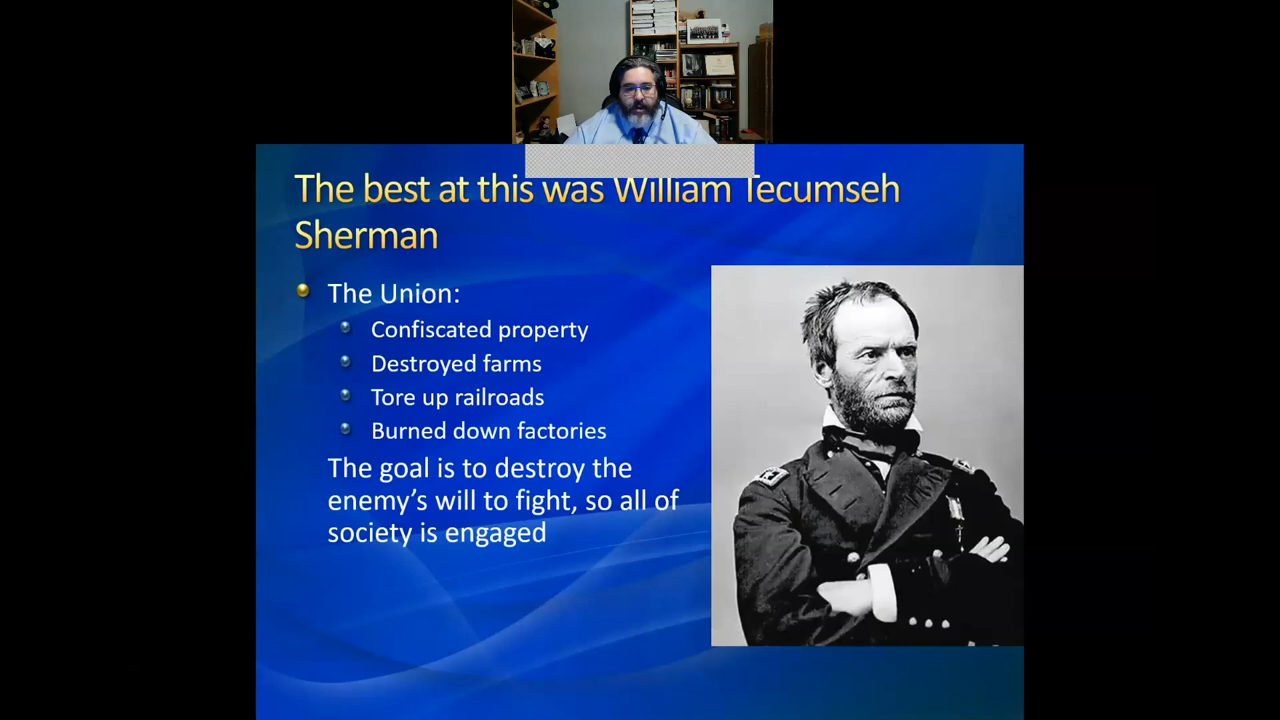 The best at this was William Tecumseh
Sherman
The Union:
Confiscated property
Destroyed farms
Tore up railroads
Burned down factories
The goal is to destroy the
enemy’s will to fight, so all of
society is engaged